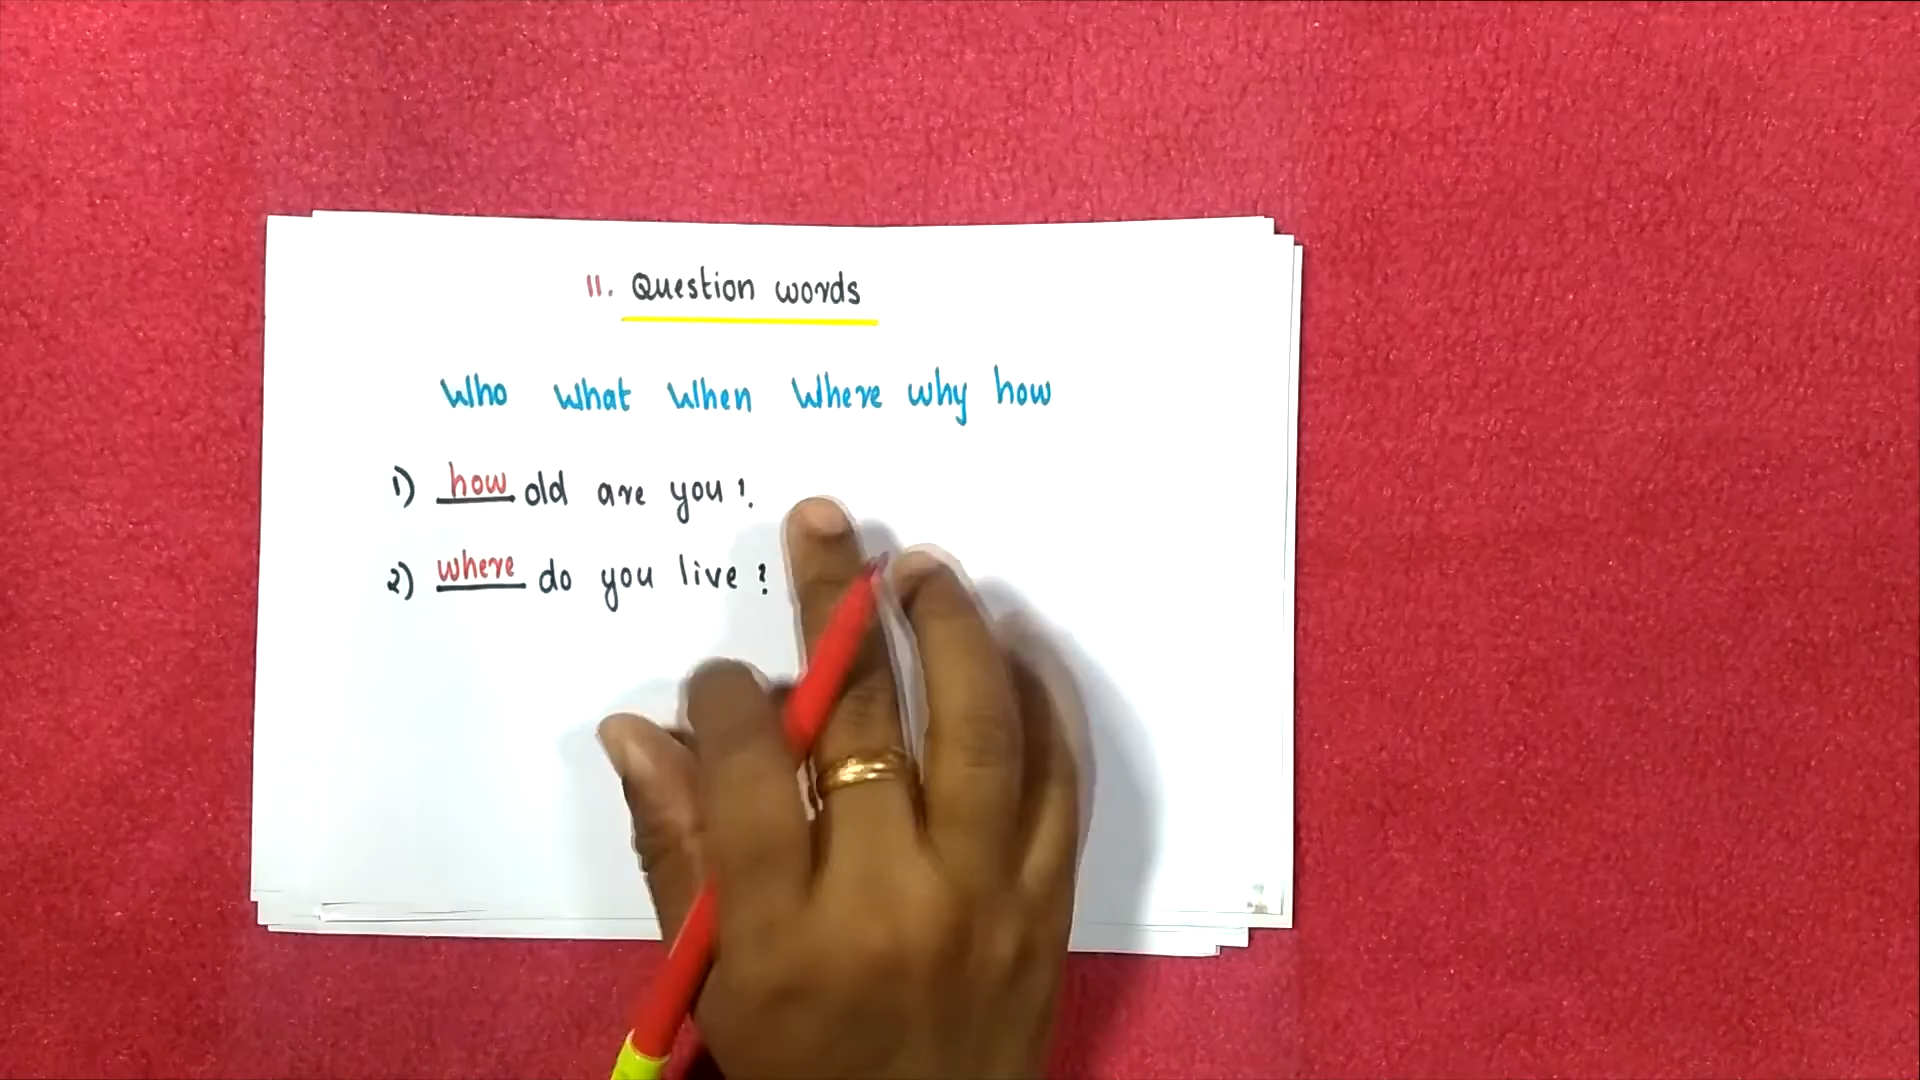 11. Question words
Who What When Where why how
1) how old are you ?
2) where do you live ?